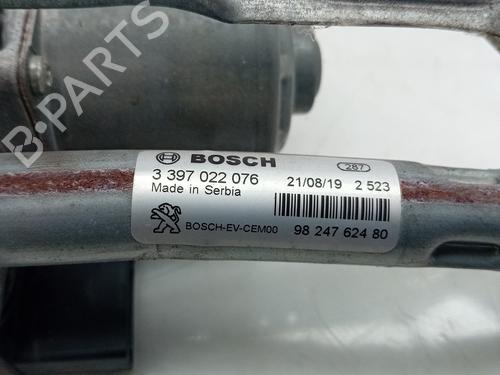 B-PARTS
BOSCH
287
3 397 022 076
21/08/19 2 523
Made in Serbia
BOSCH-EV-CEM00
98 247 624 80